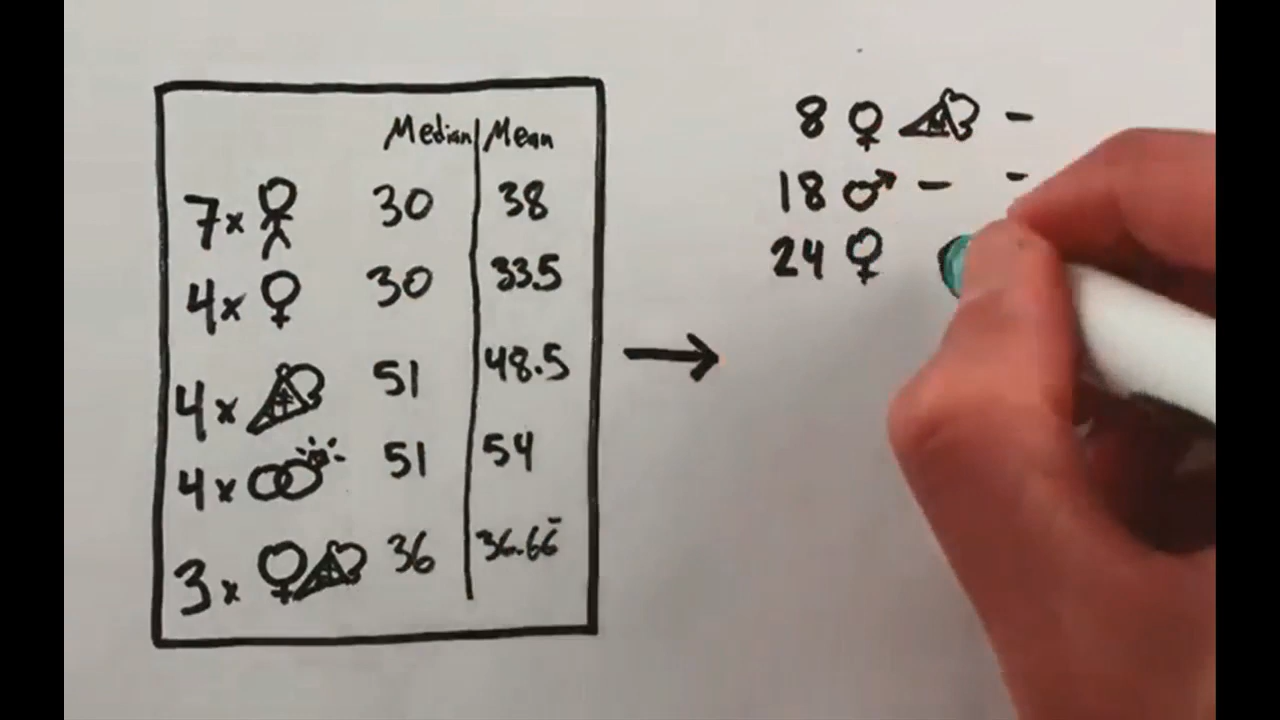 Median Mean
7x 30 38
4x ♀ 30 33.5
4x 51 48.5
4x 51 54
3x ♀ 36 36.66
8 ♀ -
18 ♂ - -
24 ♀